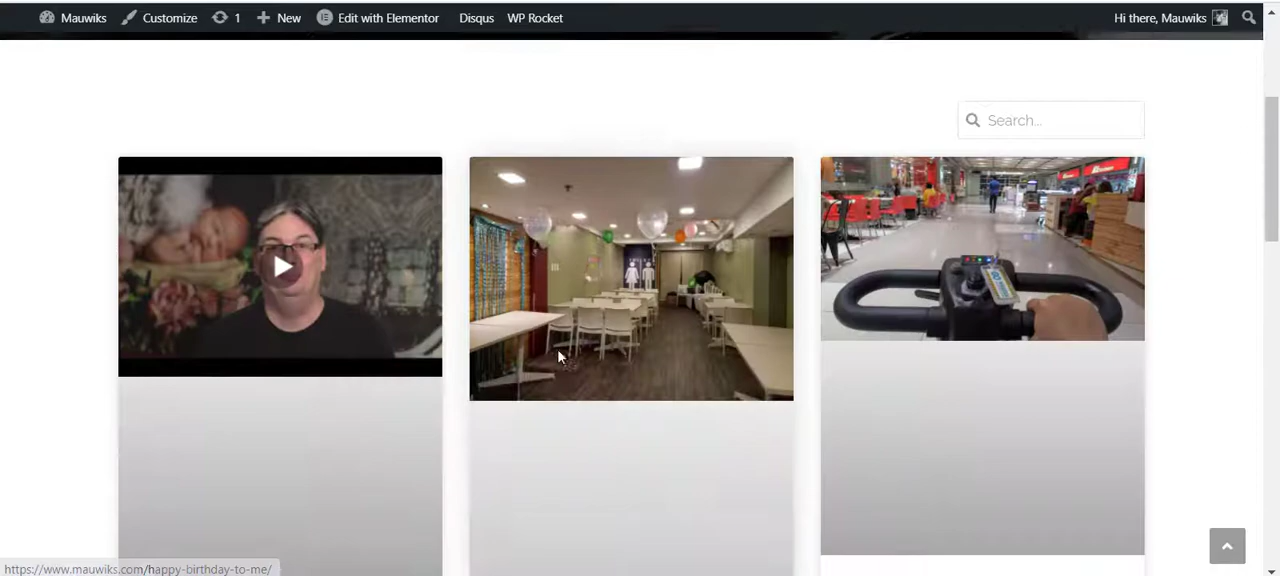 Mauwiks Customize 1 New Edit with Elementor Disqus WP Rocket Hi there, Mauwiks
Search...
https://www.mauwiks.com/happy-birthday-to-me/